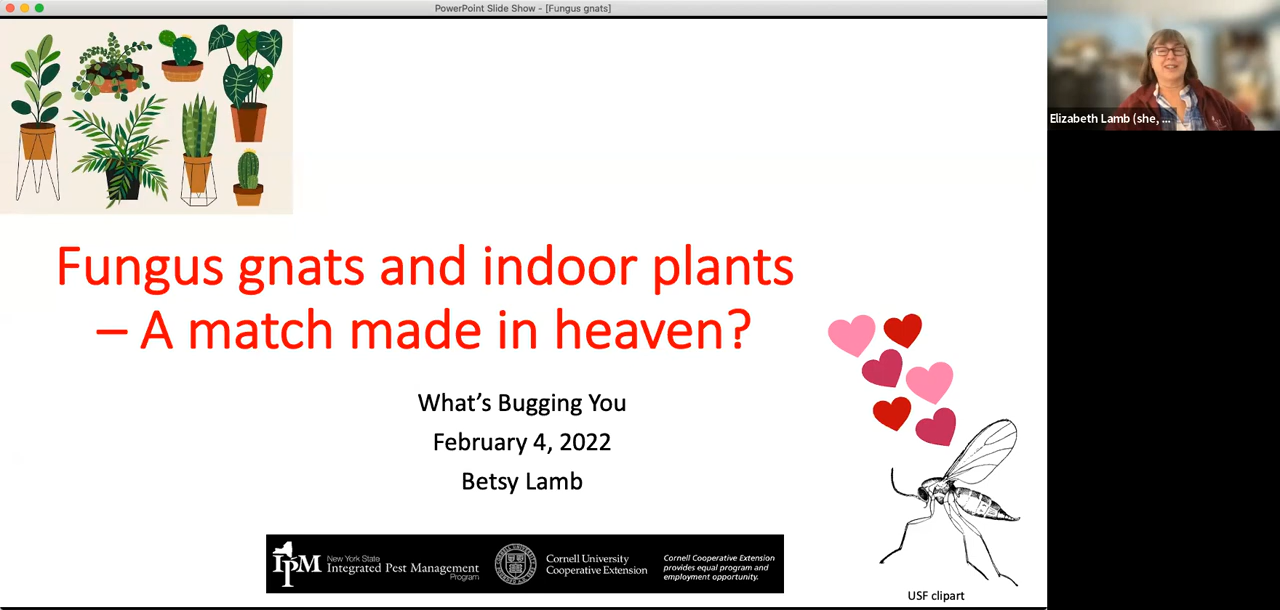 PowerPoint Slide Show - [Fungus gnats]
Elizabeth Lamb (she, ...
Fungus gnats and indoor plants
– A match made in heaven?
What's Bugging You
February 4, 2022
Betsy Lamb
IPM
New York State
Integrated Pest Management
Program
Cornell University
Cooperative Extension
Cornell Cooperative Extension
provides equal program and
employment opportunity.
USF clipart